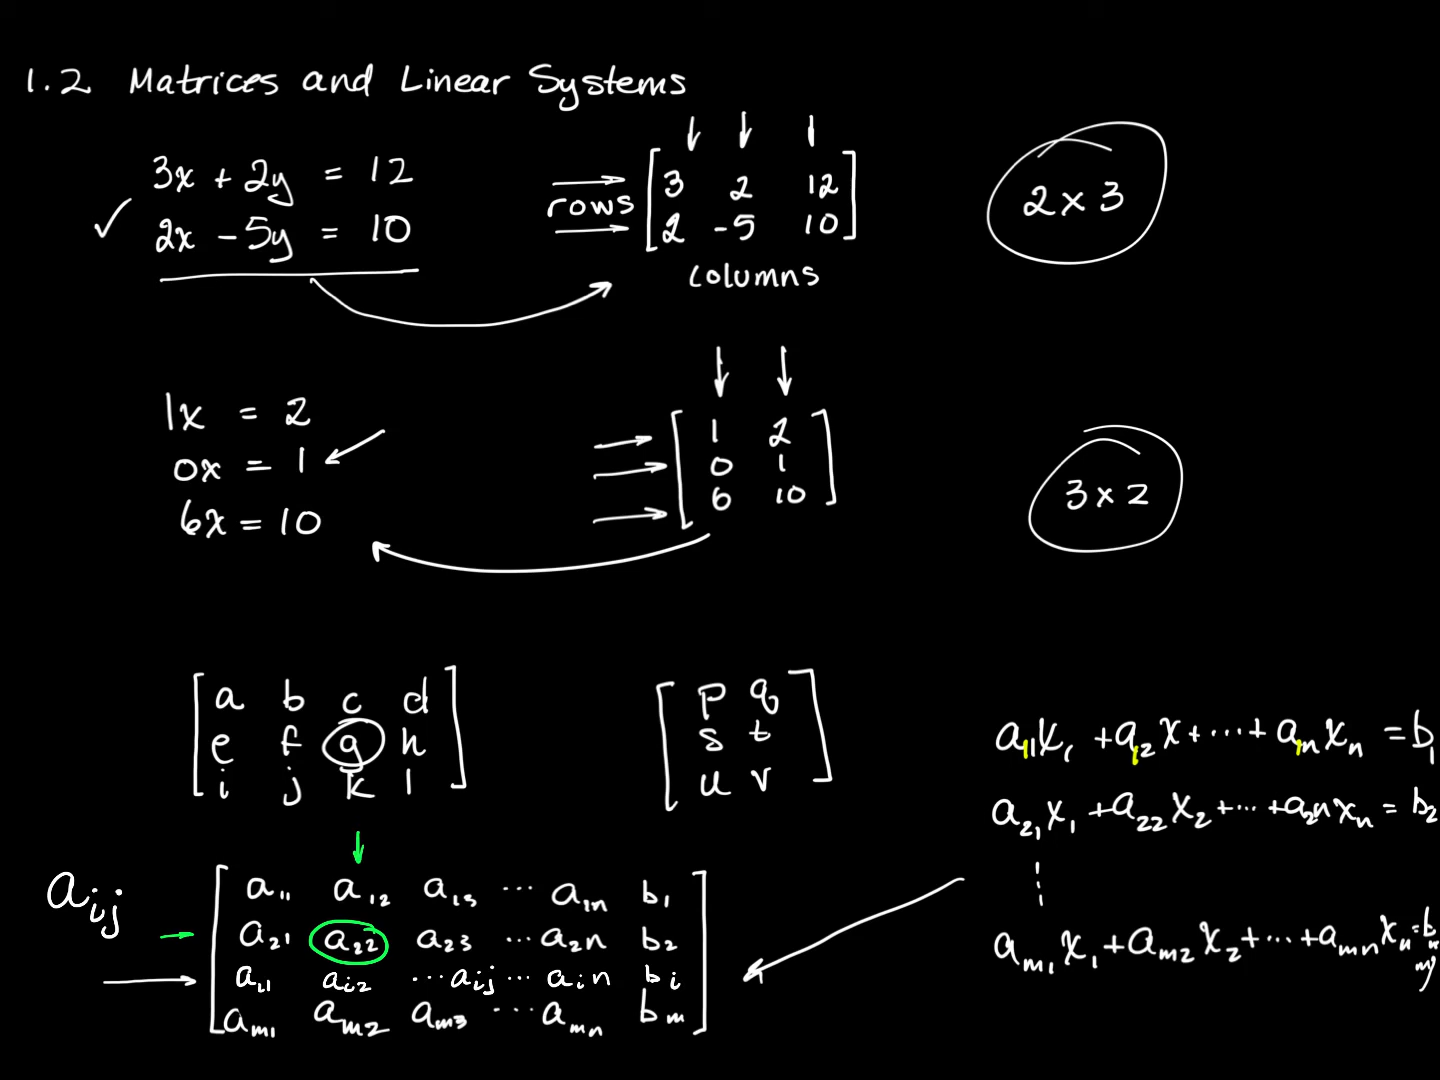 1.2 Matrices and Linear Systems
3x + 2y = 12
2x - 5y = 10
rows
3 2 12
2 -5 10
columns
2 x 3
1x = 2
0x = 1
6x = 10
1 2
0 1
6 10
3 x 2
a b c d
e f g h
i j k l
p q
s t
u v
a₁₁x₁ + a₁₂x + ··· + a₁ₙxₙ = b₁
a₂₁x₁ + a₂₂x₂ + ··· + a₂ₙxₙ = b₂
aₘ₁x₁ + aₘ₂x₂ + ··· + aₘₙxₙ = bₘ
aᵢⱼ
a₁₁ a₁₂ a₁₃ ··· a₁ₙ b₁
a₂₁ a₂₂ a₂₃ ··· a₂ₙ b₂
aᵢ₁ aᵢ₂ ··· aᵢⱼ ··· aᵢₙ bᵢ
aₘ₁ aₘ₂ aₘ₃ ··· aₘₙ bₘ